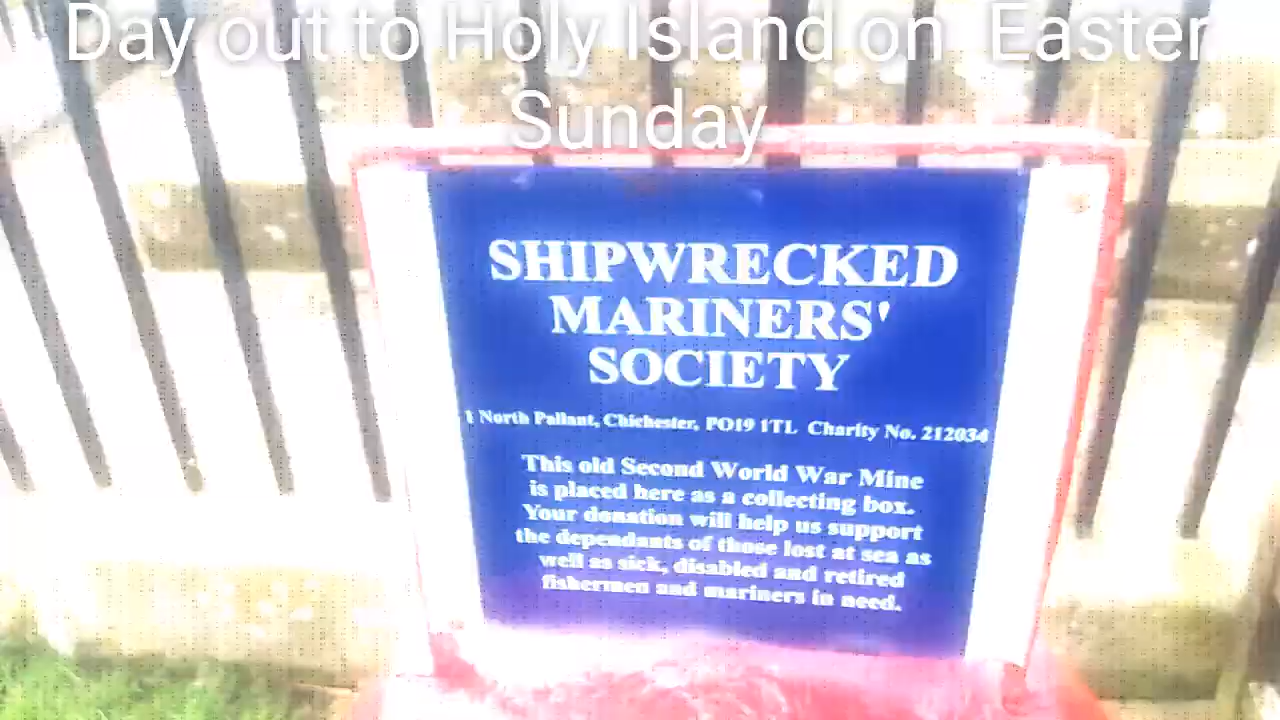 Day out to Holy Island on Easter
Sunday
SHIPWRECKED
MARINERS'
SOCIETY
1 North Pallant, Chichester, PO19 1TL Charity No. 212034
This old Second World War Mine
is placed here as a collecting box.
Your donation will help us support
the dependants of those lost at sea as
well as sick, disabled and retired
fishermen and mariners in need.